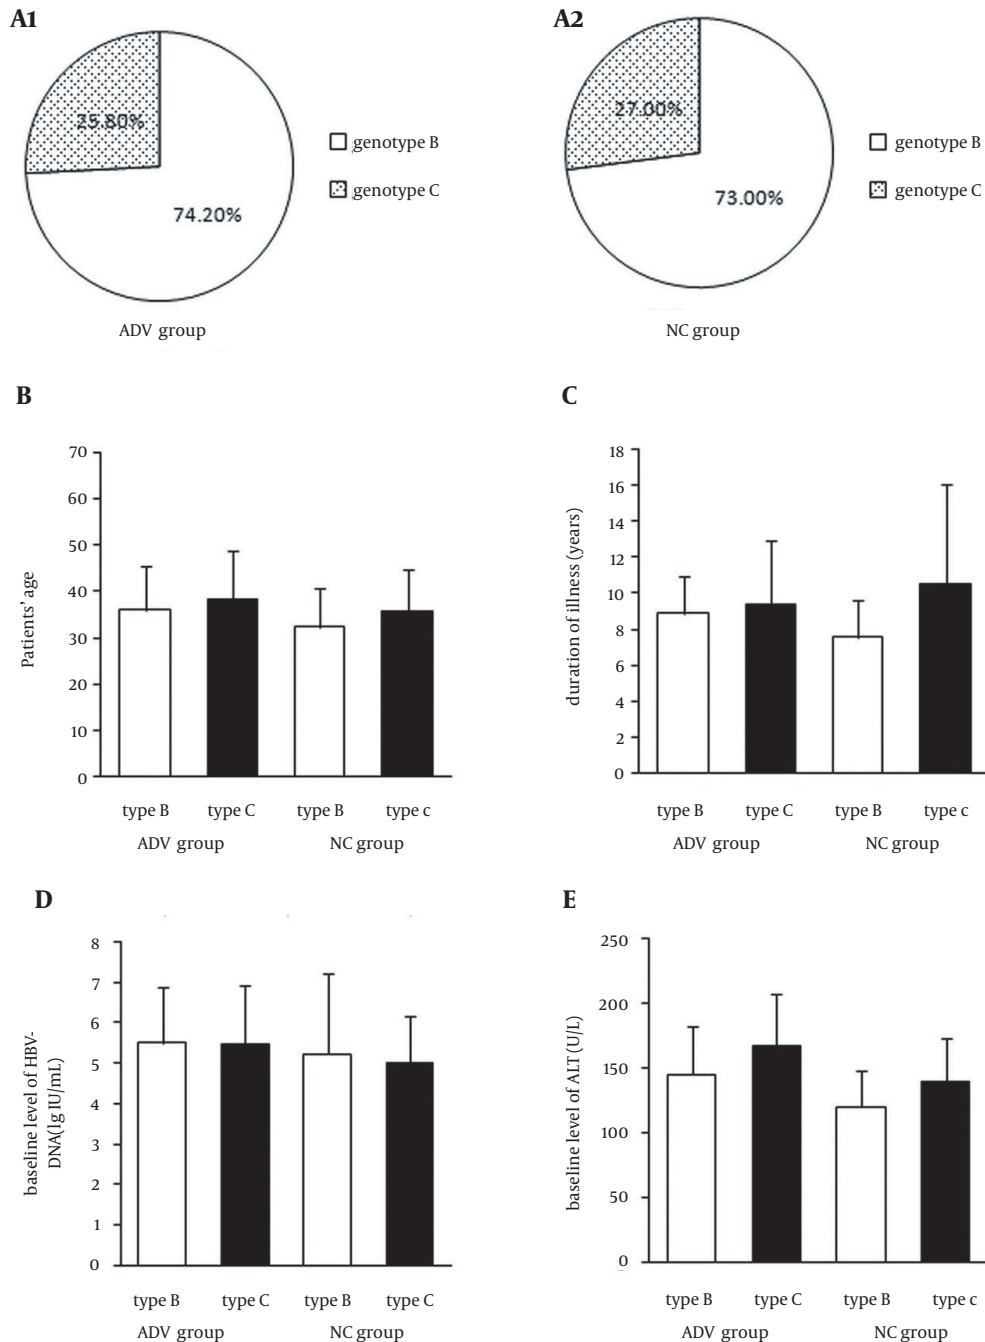 A1
A2
25.80%
74.20%
genotype B
genotype C
ADV group
27.00%
73.00%
genotype B
genotype C
NC group
B
Patients' age
70
60
50
40
30
20
10
0
type B type C type B type c
ADV group NC group
C
duration of illness (years)
18
16
14
12
10
8
6
4
2
0
type B type C type B type c
ADV group NC group
D
baseline level of HBV-
DNA(lg IU/mL)
8
7
6
5
4
3
2
1
0
type B type C type B type C
ADV group NC group
E
baseline level of ALT (U/L)
250
200
150
100
50
0
type B type C type B type c
ADV group NC group